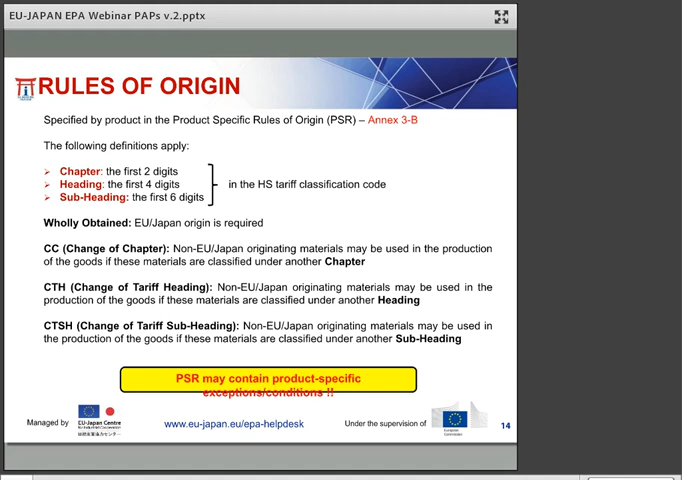 EU-JAPAN EPA Webinar PAPs v.2.pptx
RULES OF ORIGIN
Specified by product in the Product Specific Rules of Origin (PSR) – Annex 3-B
The following definitions apply:
Chapter: the first 2 digits
Heading: the first 4 digits
Sub-Heading: the first 6 digits
in the HS tariff classification code
Wholly Obtained: EU/Japan origin is required
CC (Change of Chapter): Non-EU/Japan originating materials may be used in the production
of the goods if these materials are classified under another Chapter
CTH (Change of Tariff Heading): Non-EU/Japan originating materials may be used in the
production of the goods if these materials are classified under another Heading
CTSH (Change of Tariff Sub-Heading): Non-EU/Japan originating materials may be used in
the production of the goods if these materials are classified under another Sub-Heading
PSR may contain product-specific
exceptions/conditions !!
Managed by
EU-Japan Centre
www.eu-japan.eu/epa-helpdesk
Under the supervision of
European
Commission
14